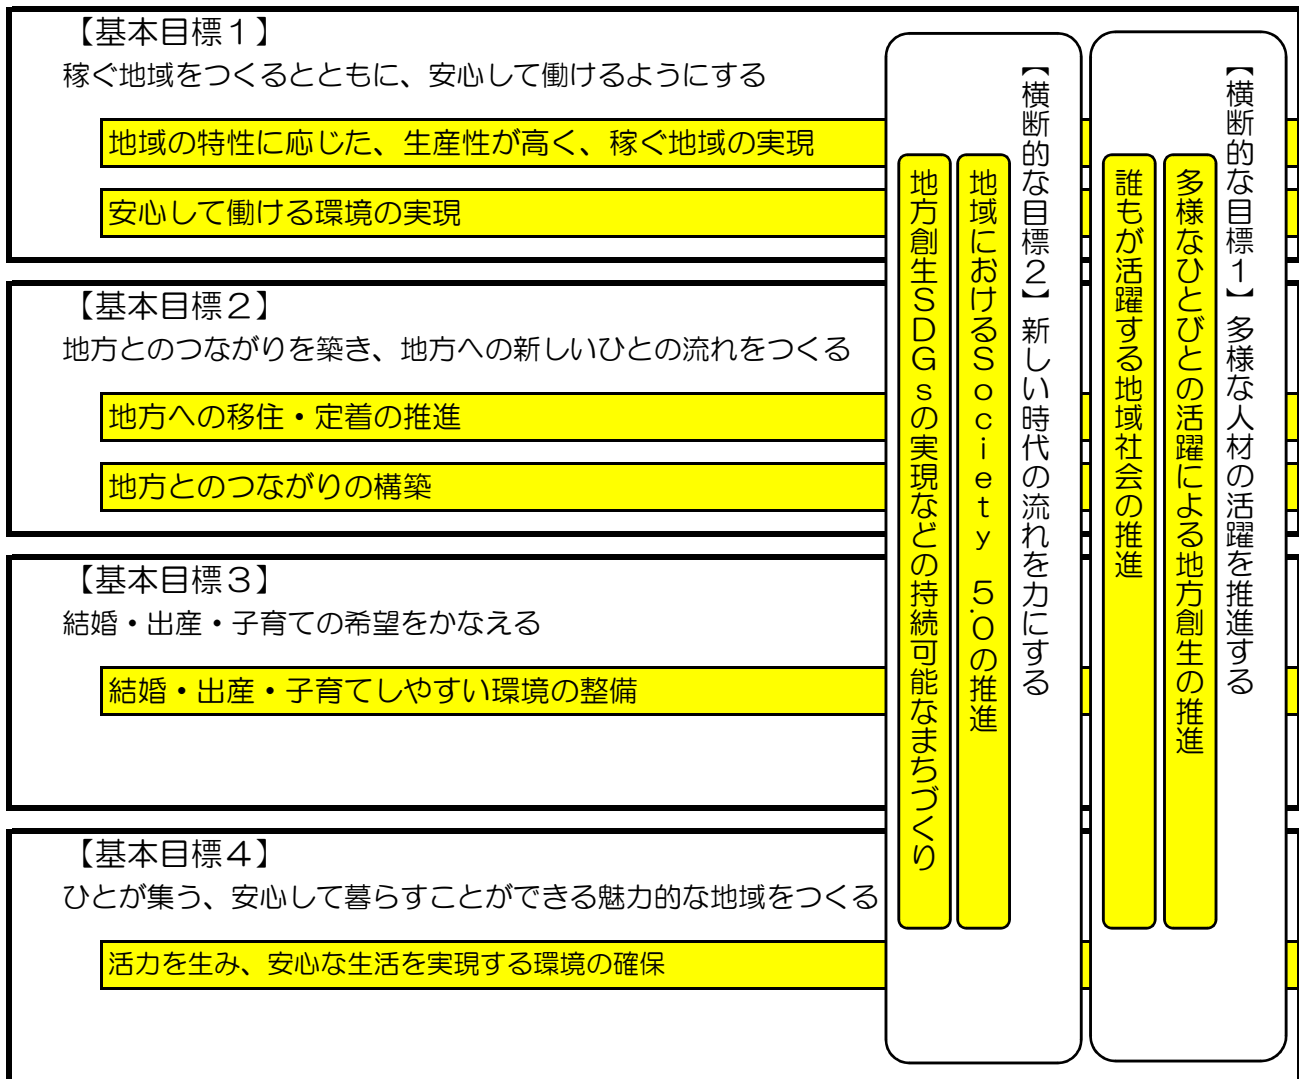 【基本目標１】
稼ぐ地域をつくるとともに、安心して働けるようにする
地域の特性に応じた、生産性が高く、稼ぐ地域の実現
安心して働ける環境の実現
【基本目標２】
地方とのつながりを築き、地方への新しいひとの流れをつくる
地方への移住・定着の推進
地方とのつながりの構築
【基本目標３】
結婚・出産・子育ての希望をかなえる
結婚・出産・子育てしやすい環境の整備
【基本目標４】
ひとが集う、安心して暮らすことができる魅力的な地域をつくる
活力を生み、安心な生活を実現する環境の確保
【横断的な目標１】多様な人材の活躍を推進する
多様なひとびとの活躍による地方創生の推進
誰もが活躍する地域社会の推進
【横断的な目標２】新しい時代の流れを力にする
地域におけるＳｏｃｉｅｔｙ　５.０の推進
地方創生ＳＤＧｓの実現などの持続可能なまちづくり